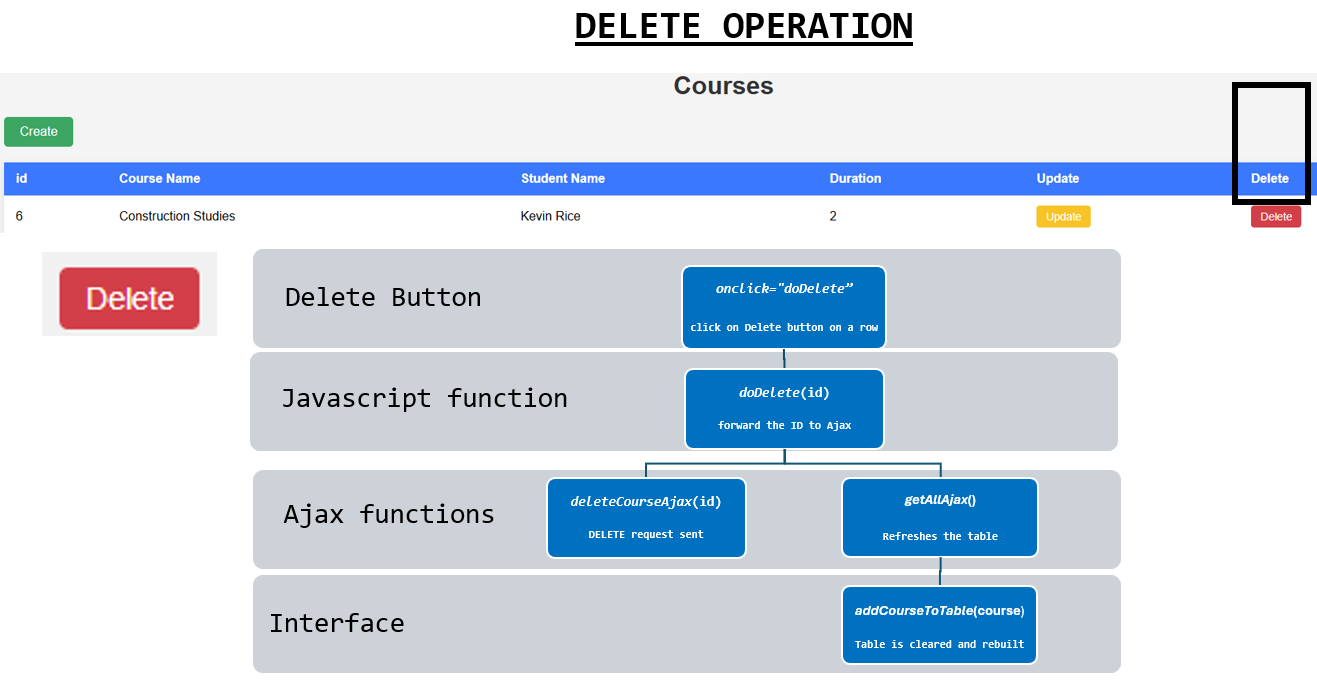 DELETE OPERATION
Courses
Create
id Course Name Student Name Duration Update Delete
6 Construction Studies Kevin Rice 2 Update Delete
Delete
Delete Button
onclick="doDelete”
click on Delete button on a row
Javascript function
doDelete(id)
forward the ID to Ajax
Ajax functions
deleteCourseAjax(id)
DELETE request sent
getAllAjax()
Refreshes the table
Interface
addCourseToTable(course)
Table is cleared and rebuilt